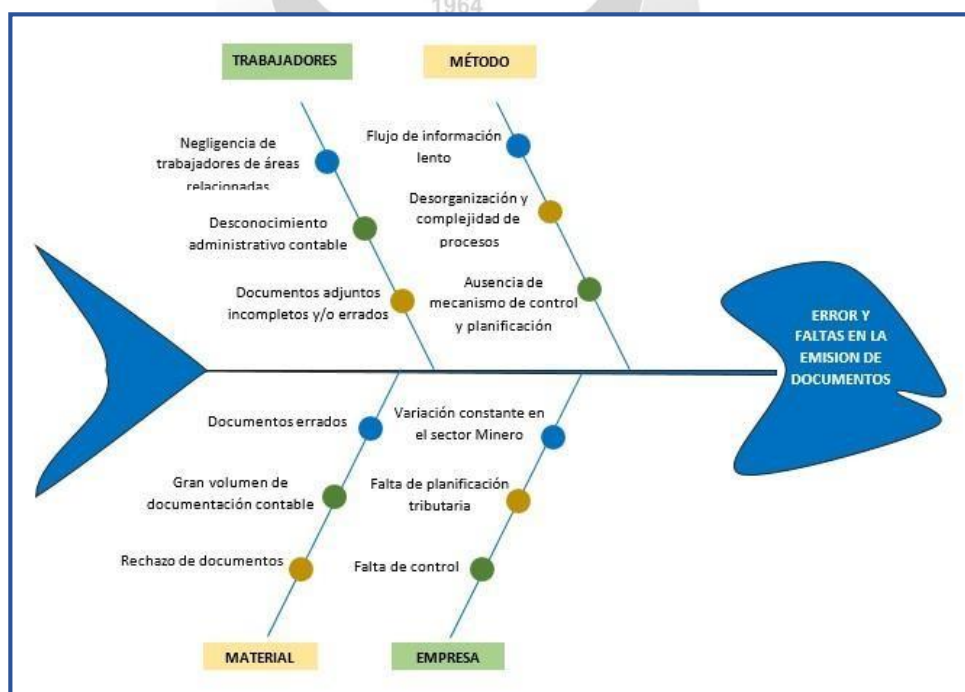 1964
TRABAJADORES
MÉTODO
Negligencia de
trabajadores de áreas
relacionadas
Desconocimiento
administrativo contable
Documentos adjuntos
incompletos y/o errados
Flujo de información
lento
Desorganización y
complejidad de
procesos
Ausencia de
mecanismo de control
y planificación
ERROR Y
FALTAS EN LA
EMISION DE
DOCUMENTOS
Documentos errados
Gran volumen de
documentación contable
Rechazo de documentos
Variación constante en
el sector Minero
Falta de planificación
tributaria
Falta de control
MATERIAL
EMPRESA